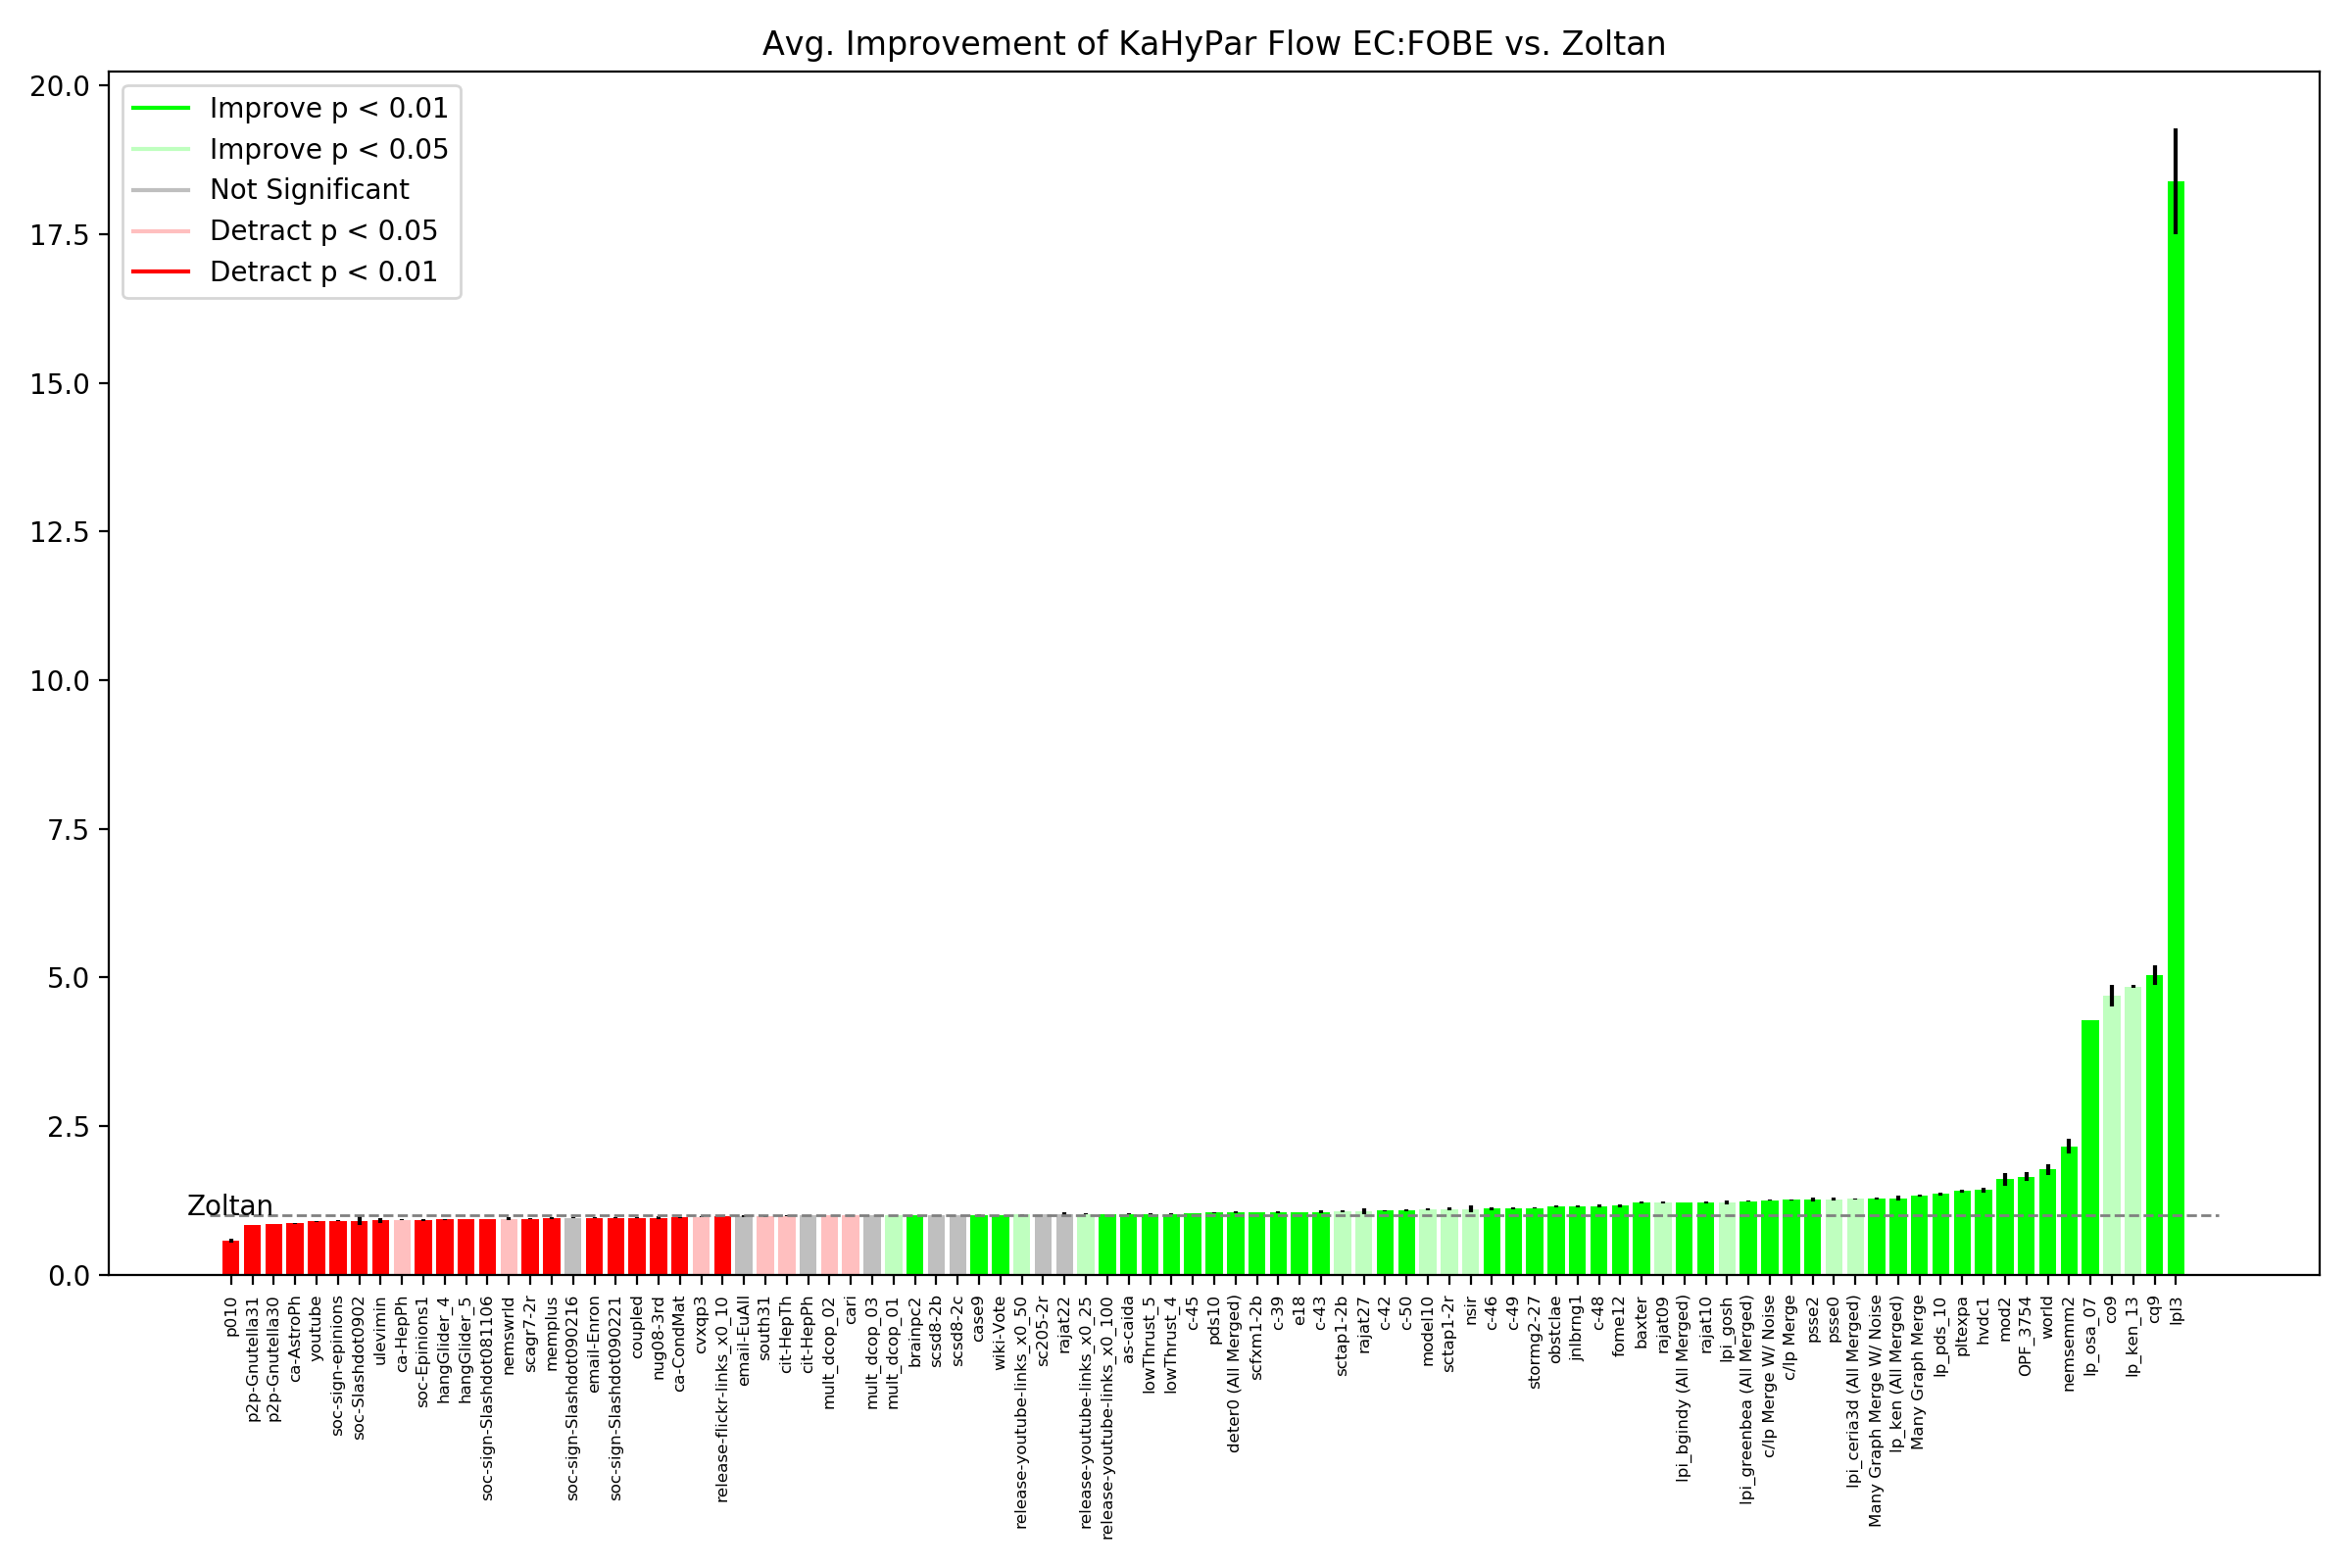 Avg. Improvement of KaHyPar Flow EC:FOBE vs. Zoltan
20.0
17.5
15.0
12.5
10.0
7.5
5.0
2.5
0.0
Improve p < 0.01
Improve p < 0.05
Not Significant
Detract p < 0.05
Detract p < 0.01
Zoltan
p010
p2p-Gnutella31
p2p-Gnutella30
ca-AstroPh
youtube
soc-sign-epinions
soc-Slashdot0902
ulevimin
ca-HepPh
soc-Epinions1
hangGlider_4
hangGlider_5
soc-sign-Slashdot081106
nemswrld
scagr7-2r
memplus
soc-sign-Slashdot090216
email-Enron
soc-sign-Slashdot090221
coupled
nug08-3rd
ca-CondMat
cvxqp3
release-flickr-links_x0_10
email-EuAll
south31
cit-HepTh
cit-HepPh
mult_dcop_02
cari
mult_dcop_03
mult_dcop_01
brainpc2
scsd8-2b
scsd8-2c
case9
wiki-Vote
release-youtube-links_x0_50
sc205-2r
rajat22
release-youtube-links_x0_25
release-youtube-links_x0_100
as-caida
lowThrust_5
lowThrust_4
c-45
pds10
deter0 (All Merged)
scfxm1-2b
c-39
e18
c-43
sctap1-2b
rajat27
c-42
c-50
model10
sctap1-2r
nsir
c-46
c-49
stormg2-27
obstclae
jnlbrng1
c-48
fome12
baxter
rajat09
lpi_bgindy (All Merged)
rajat10
lpi_gosh
lpi_greenbea (All Merged)
c/lp Merge W/ Noise
c/lp Merge
psse2
psse0
lpi_ceria3d (All Merged)
Many Graph Merge W/ Noise
lp_ken (All Merged)
Many Graph Merge
lp_pds_10
pltexpa
hvdc1
mod2
OPF_3754
world
nemsemm2
lp_osa_07
co9
lp_ken_13
cq9
lpl3